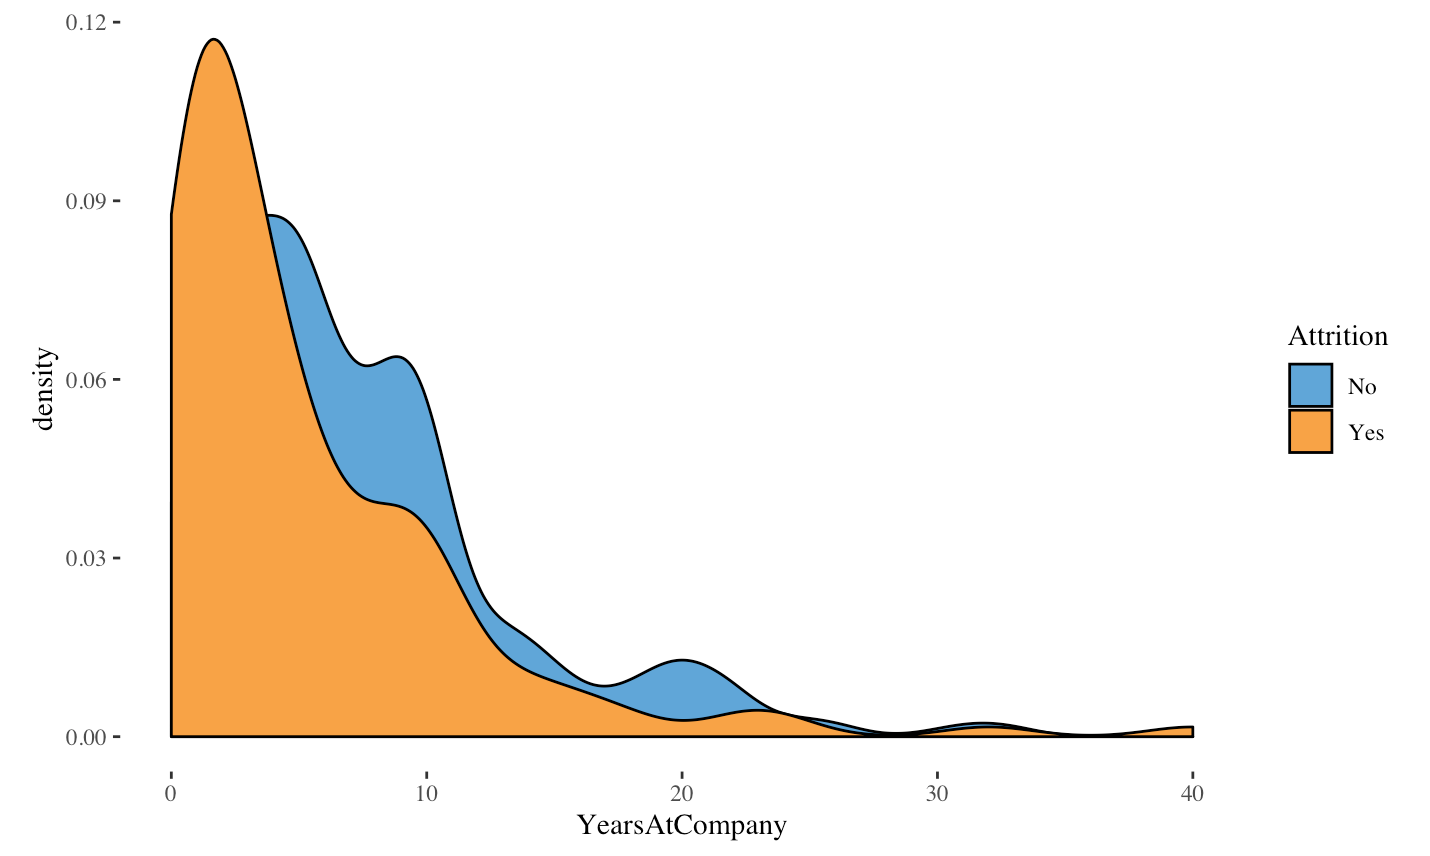 0.12
0.09
0.06
0.03
0.00
density
0 10 20 30 40
YearsAtCompany
Attrition
No
Yes